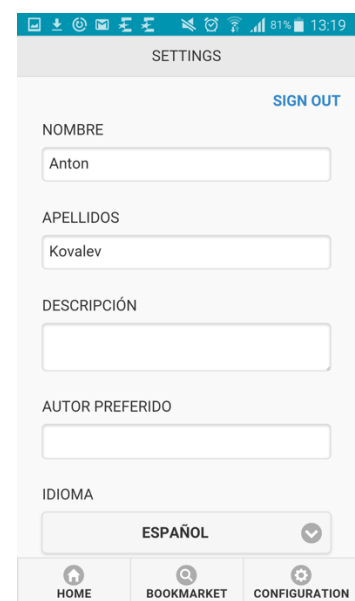 81% 13:19
SETTINGS
SIGN OUT
NOMBRE
Anton
APELLIDOS
Kovalev
DESCRIPCIÓN
AUTOR PREFERIDO
IDIOMA
ESPAÑOL
HOME BOOKMARKET CONFIGURATION